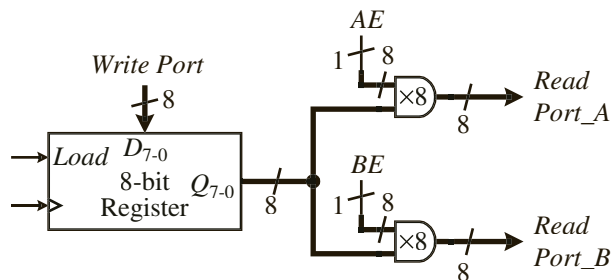 AE
1 8
Write Port
8
×8
8
Read
Port_A
Load D7-0
8-bit
Register
Q7-0
8
BE
1 8
×8
8
Read
Port_B